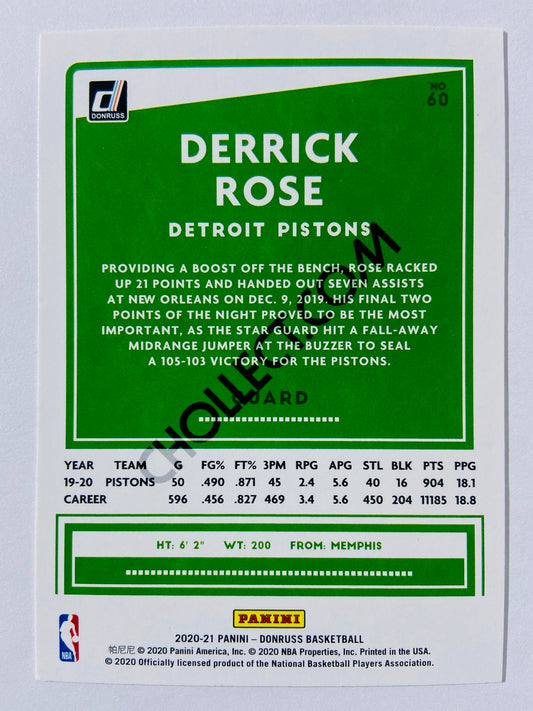 DONRUSS
NO.
60
DERRICK
ROSE
DETROIT PISTONS
PROVIDING A BOOST OFF THE BENCH, ROSE RACKED
UP 21 POINTS AND HANDED OUT SEVEN ASSISTS
AT NEW ORLEANS ON DEC. 9, 2019. HIS FINAL TWO
POINTS OF THE NIGHT PROVED TO BE THE MOST
IMPORTANT, AS THE STAR GUARD HIT A FALL-AWAY
MIDRANGE JUMPER AT THE BUZZER TO SEAL
A 105-103 VICTORY FOR THE PISTONS.
GUARD
CHOLLECT.COM
YEAR TEAM G FG% FT% 3PM RPG APG STL BLK PTS PPG
19-20 PISTONS 50 .490 .871 45 2.4 5.6 40 16 904 18.1
CAREER 596 .456 .827 469 3.4 5.6 450 204 11185 18.8
HT: 6' 2" WT: 200 FROM: MEMPHIS
PANINI
NBA
2020-21 PANINI – DONRUSS BASKETBALL
帕尼尼 © 2020 Panini America, Inc. © 2020 NBA Properties, Inc. Printed in the USA.
© 2020 Officially licensed product of the National Basketball Players Association.